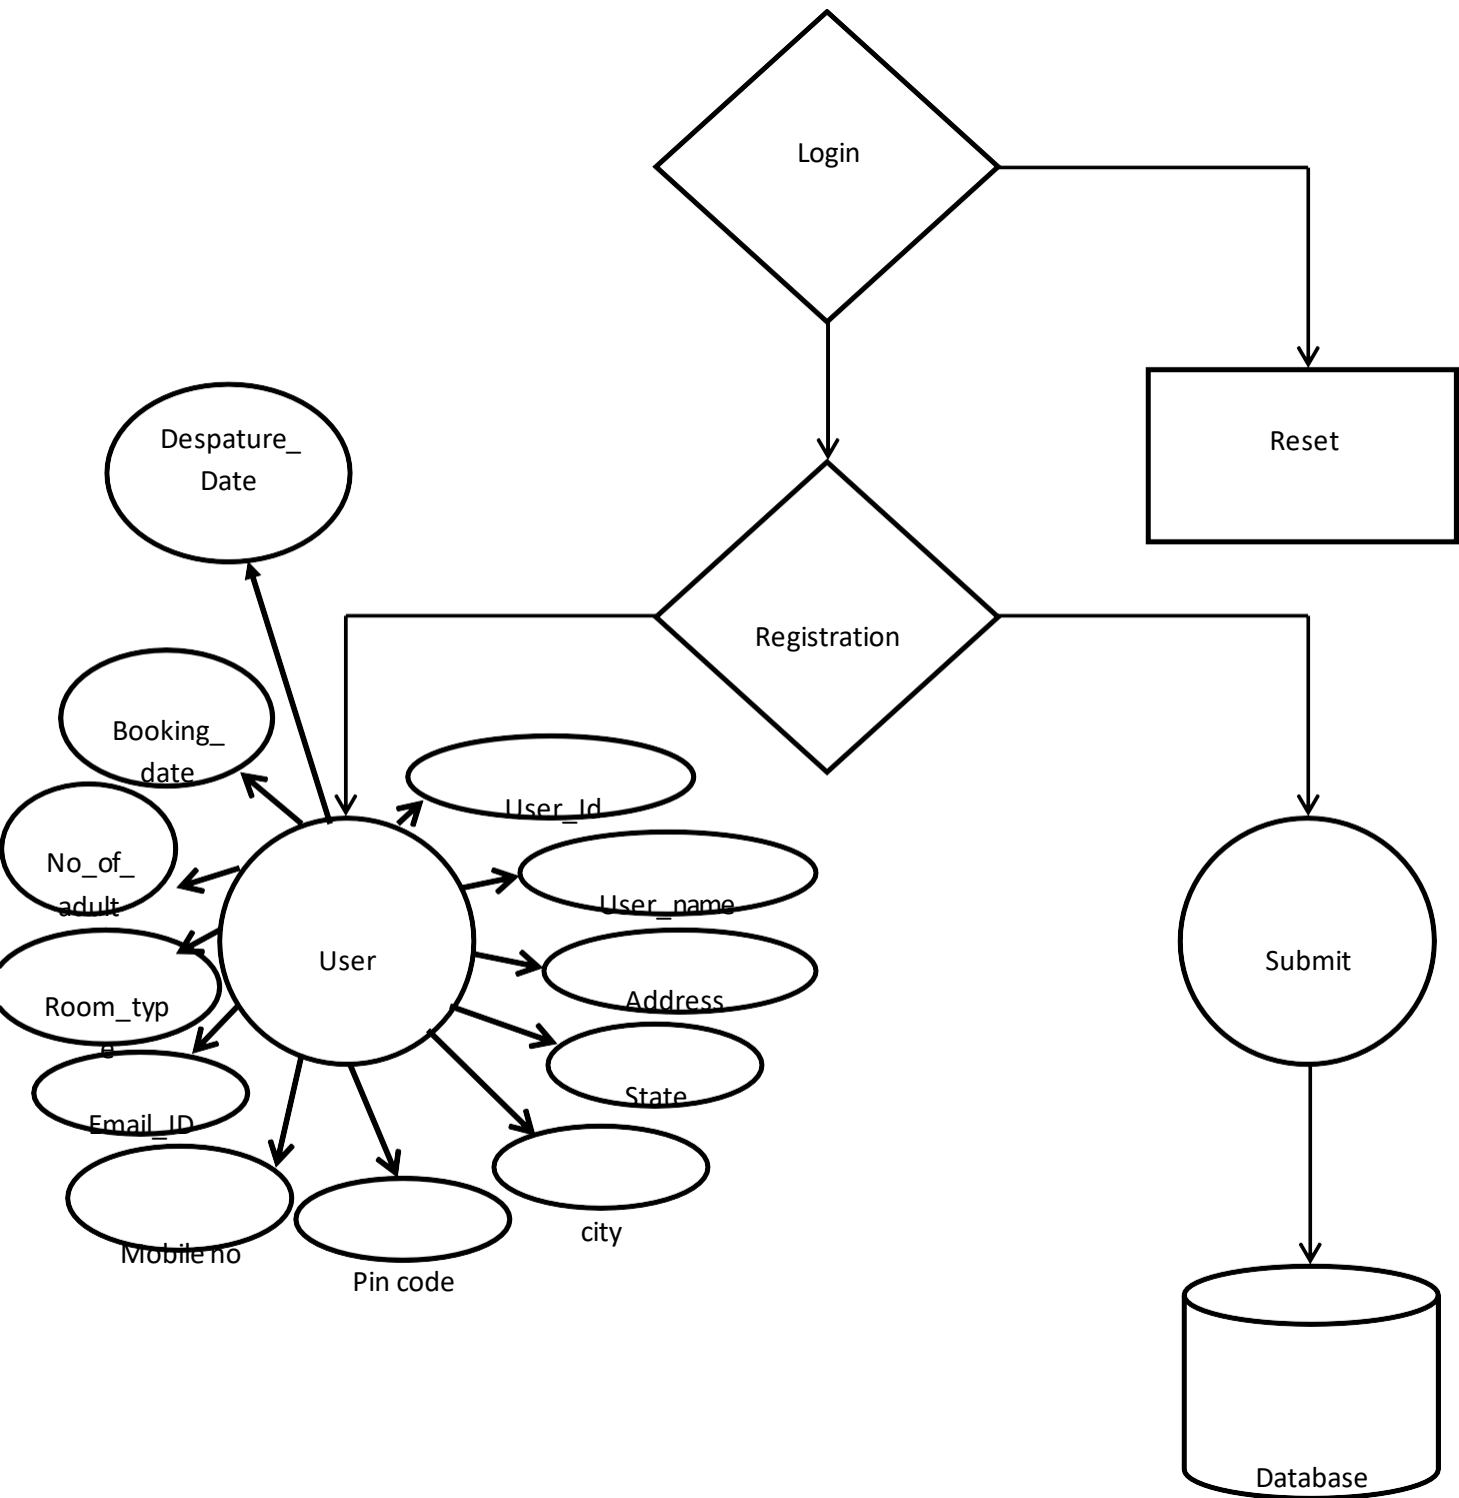 Login
Despature_
Date
Reset
Registration
Booking_
date
User_Id
No_of_
adult
User_name
User
Submit
Room_typ
e
Address
State
Email_ID
city
Mobile no
Pin code
Database